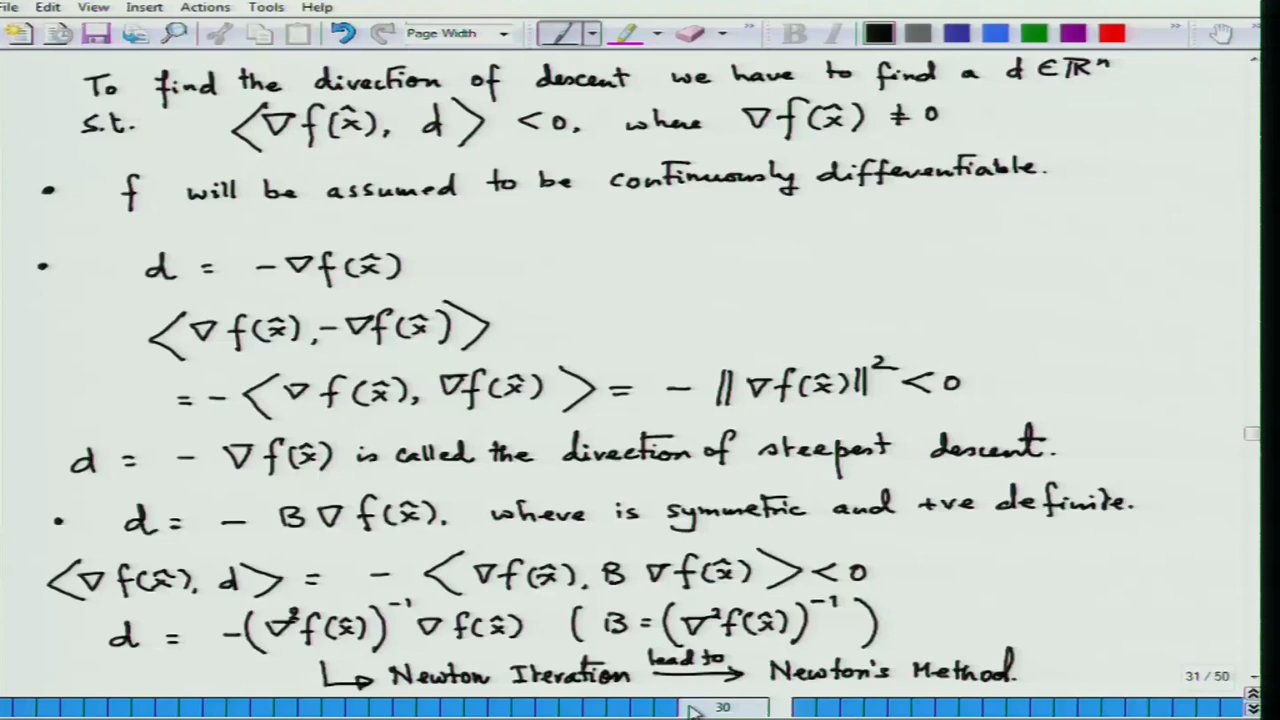 File Edit View Insert Actions Tools Help
Page Width
To find the direction of descent we have to find a d ∈ ℝⁿ
s.t. ⟨∇f(x̂), d⟩ < 0, where ∇f(x̂) ≠ 0
• f will be assumed to be continuously differentiable.
• d = -∇f(x̂)
⟨∇f(x̂), -∇f(x̂)⟩
= -⟨∇f(x̂), ∇f(x̂)⟩ = -‖∇f(x̂)‖² < 0
d = -∇f(x̂) is called the direction of steepest descent.
• d = -B∇f(x̂), where is symmetric and +ve definite.
⟨∇f(x̂), d⟩ = -⟨∇f(x̂), B∇f(x̂)⟩ < 0
d = -(∇²f(x̂))⁻¹∇f(x̂) (B = (∇²f(x̂))⁻¹)
↳ Newton Iteration lead to → Newton's Method.
31 / 50
30